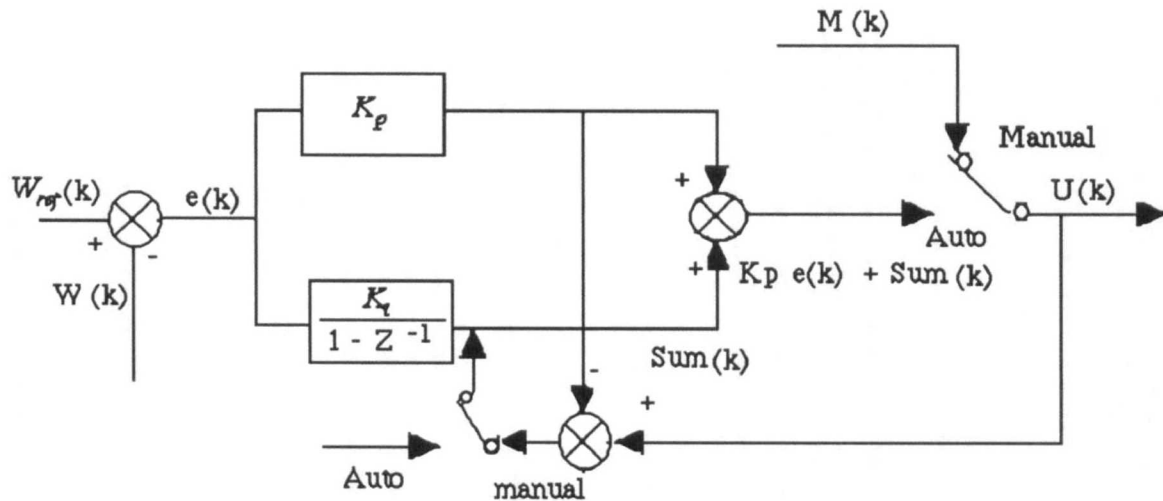 M (k)
K_p
Manual
W_ref(k)
e(k)
U(k)
+
-
+
Auto
+
Kp e(k) + Sum(k)
W (k)
K_i
1 - Z ^-1
Sum(k)
-
+
Auto
manual